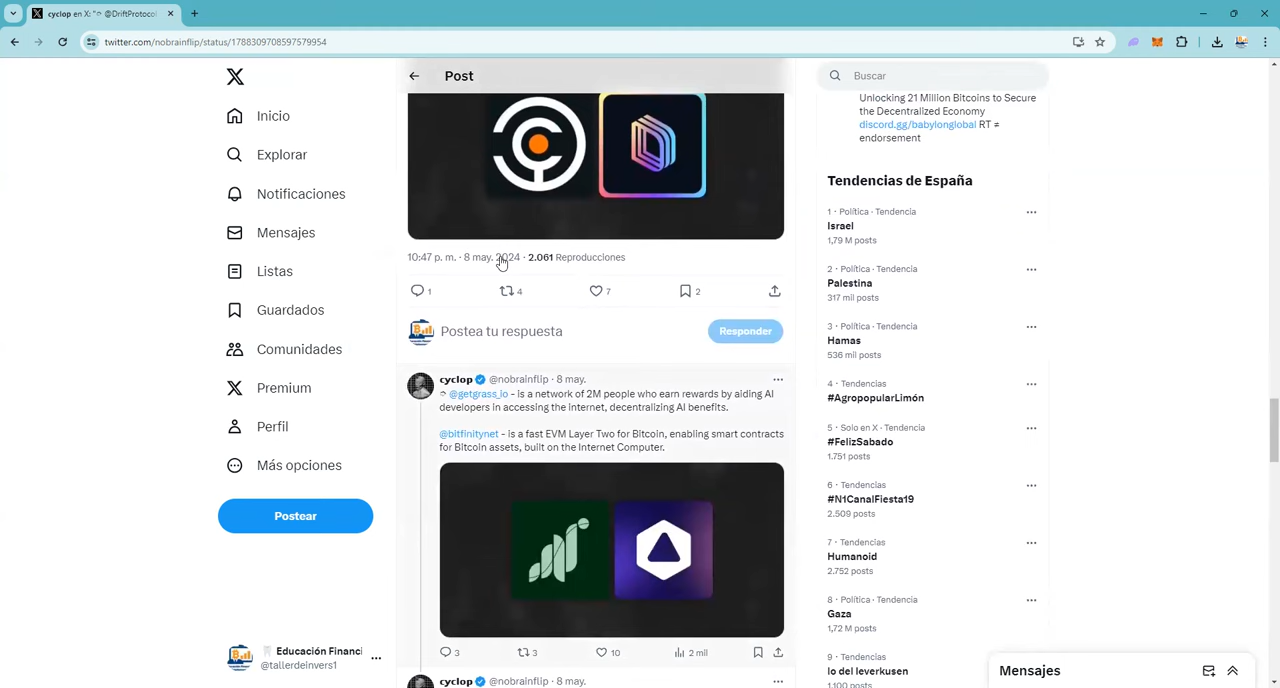 cyclop en X: "✧ @DriftProtocol
twitter.com/nobrainflip/status/1788309708597579954
Inicio
Explorar
Notificaciones
Mensajes
Listas
Guardados
Comunidades
Premium
Perfil
Más opciones
Postear
Educación Financi
@tallerdeinvers1
Post
10:47 p. m. · 8 may. 2024 · 2.061 Reproducciones
1
4
7
2
Postea tu respuesta
Responder
cyclop @nobrainflip · 8 may.
@getgrass_io - is a network of 2M people who earn rewards by aiding AI
developers in accessing the internet, decentralizing AI benefits.
@bitfinitynet - is a fast EVM Layer Two for Bitcoin, enabling smart contracts
for Bitcoin assets, built on the Internet Computer.
3
3
10
2 mil
cyclop @nobrainflip · 8 may.
Buscar
Unlocking 21 Million Bitcoins to Secure
the Decentralized Economy
discord.gg/babylonglobal RT ≠
endorsement
Tendencias de España
1 · Política · Tendencia
Israel
1,79 M posts
2 · Política · Tendencia
Palestina
317 mil posts
3 · Política · Tendencia
Hamas
536 mil posts
4 · Tendencias
#AgropopularLimón
5 · Solo en X · Tendencia
#FelizSabado
1.751 posts
6 · Tendencias
#N1CanalFiesta19
2.509 posts
7 · Tendencias
Humanoid
2.752 posts
8 · Política · Tendencia
Gaza
1,72 M posts
9 · Tendencias
lo del leverkusen
1.100 posts
Mensajes